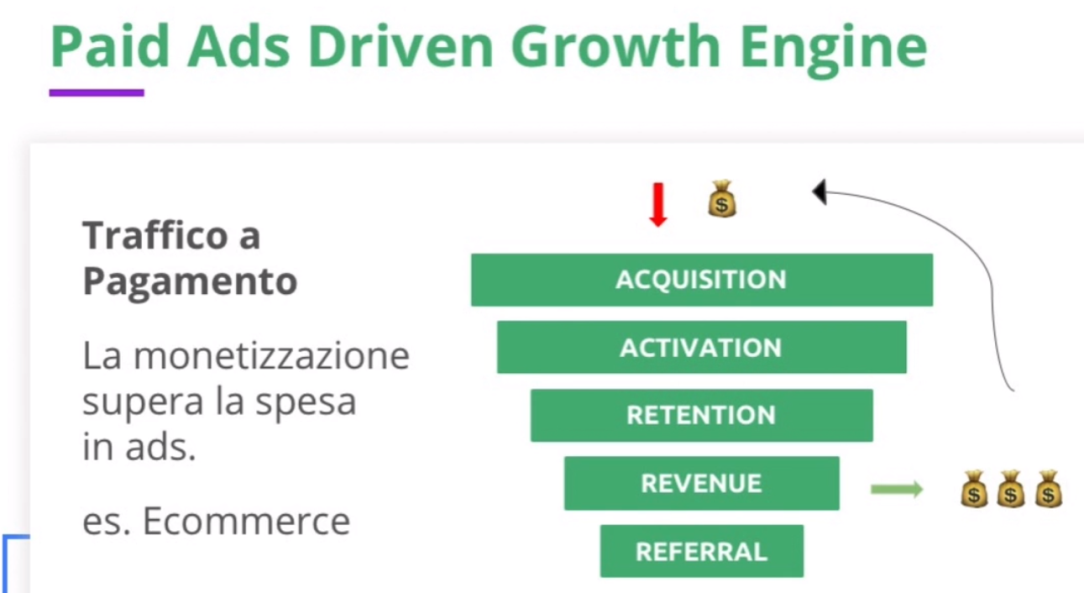 Paid Ads Driven Growth Engine
Traffico a
Pagamento
La monetizzazione
supera la spesa
in ads.
es. Ecommerce
ACQUISITION
ACTIVATION
RETENTION
REVENUE
REFERRAL